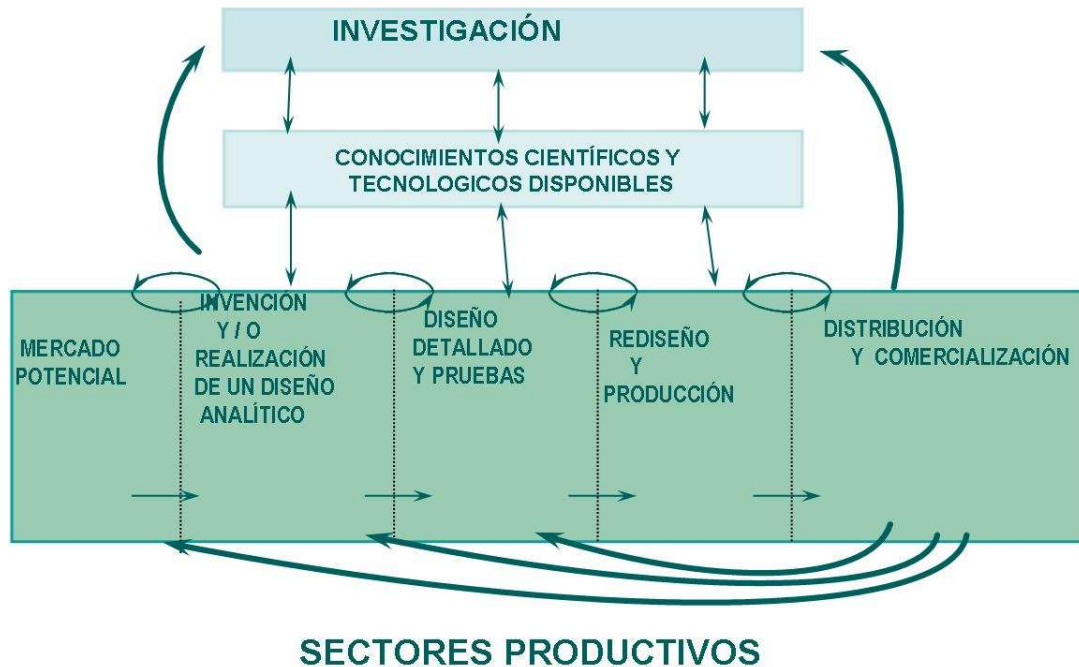 INVESTIGACIÓN
CONOCIMIENTOS CIENTÍFICOS Y
TECNOLOGICOS DISPONIBLES
MERCADO
POTENCIAL
INVENCIÓN
Y / O
REALIZACIÓN
DE UN DISEÑO
ANALÍTICO
DISEÑO
DETALLADO
Y PRUEBAS
REDISEÑO
Y
PRODUCCIÓN
DISTRIBUCIÓN
Y COMERCIALIZACIÓN
SECTORES PRODUCTIVOS